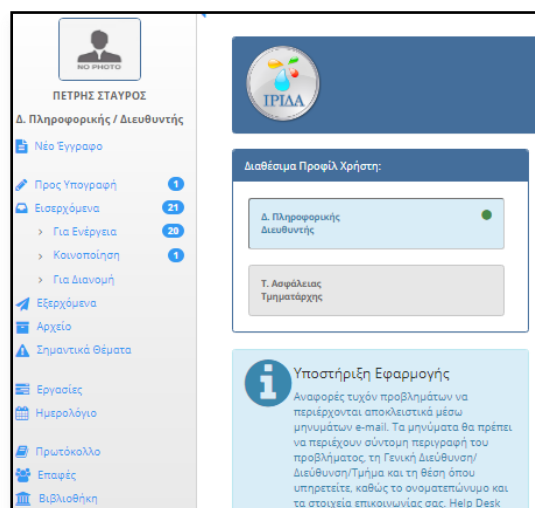 NO PHOTO
ΠΕΤΡΗΣ ΣΤΑΥΡΟΣ
Δ. Πληροφορικής / Διευθυντής
Νέο Έγγραφο
Προς Υπογραφή 1
Εισερχόμενα 21
> Για Ενέργεια 20
> Κοινοποίηση 1
> Για Διανομή
Εξερχόμενα
Αρχείο
Σημαντικά Θέματα
Εργασίες
Ημερολόγιο
Πρωτόκολλο
Επαφές
Βιβλιοθήκη
ΙΡΙΔΑ
Διαθέσιμα Προφίλ Χρήστη:
Δ. Πληροφορικής
Διευθυντής
Τ. Ασφάλειας
Τμηματάρχης
Υποστήριξη Εφαρμογής
Αναφορές τυχόν προβλημάτων να
περιέρχονται αποκλειστικά μέσω
μηνυμάτων e-mail. Τα μηνύματα θα πρέπει
να περιέχουν σύντομη περιγραφή του
προβλήματος, τη Γενική Διεύθυνση/
Διεύθυνση/Τμήμα και τη θέση όπου
υπηρετείτε, καθώς το ονοματεπώνυμο και
τα στοιχεία επικοινωνίας σας. Help Desk